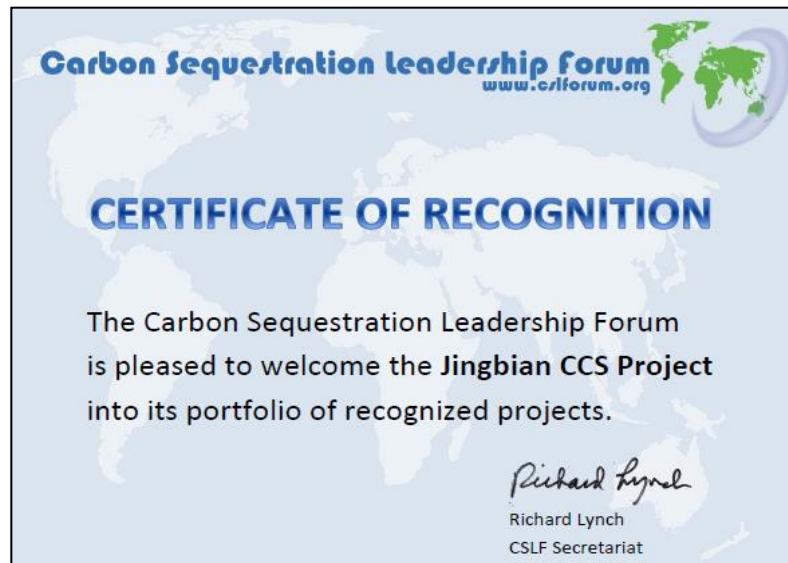 Carbon Sequestration Leadership Forum
www.cslforum.org
CERTIFICATE OF RECOGNITION
The Carbon Sequestration Leadership Forum
is pleased to welcome the Jingbian CCS Project
into its portfolio of recognized projects.
Richard Lynch
Richard Lynch
CSLF Secretariat